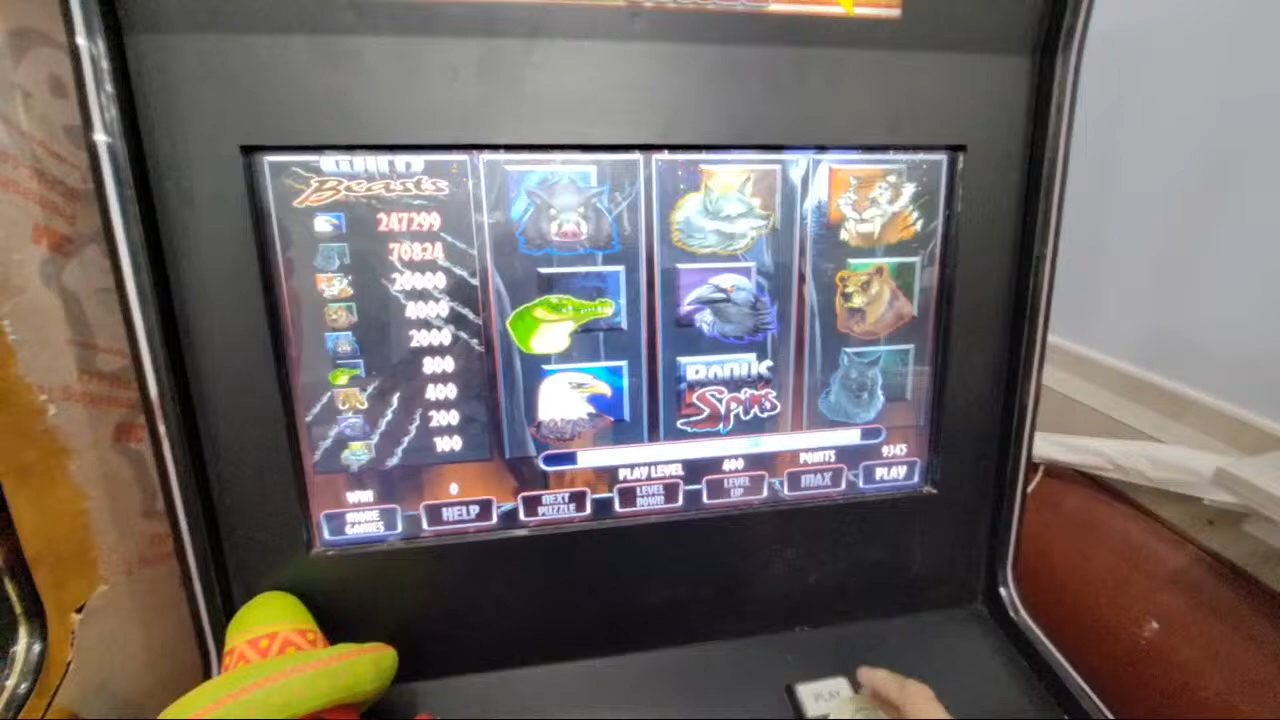 WILD
Beasts
247299
70824
20000
4000
2000
800
400
200
100
BONUS
Spins
WIN 0
PLAY LEVEL 400
POINTS 9345
MORE GAMES
HELP
NEXT PUZZLE
LEVEL DOWN
LEVEL UP
MAX
PLAY
PLAY